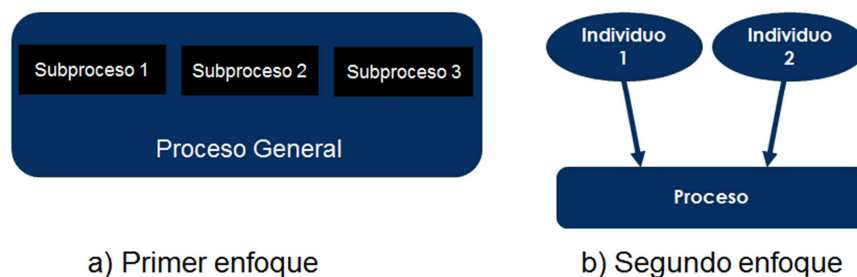 Subproceso 1
Subproceso 2
Subproceso 3
Proceso General
a) Primer enfoque
Individuo
1
Individuo
2
Proceso
b) Segundo enfoque